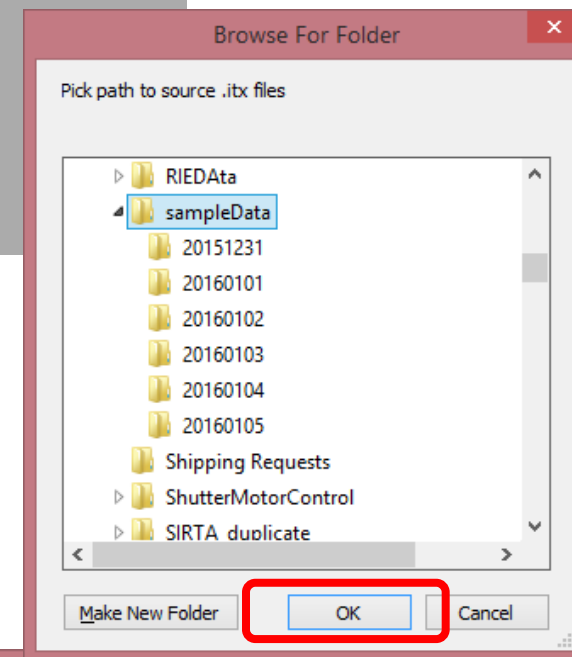 Browse For Folder
Pick path to source .itx files
RIEDAta
sampleData
20151231
20160101
20160102
20160103
20160104
20160105
Shipping Requests
ShutterMotorControl
SIRTA_duplicate
Make New Folder OK Cancel